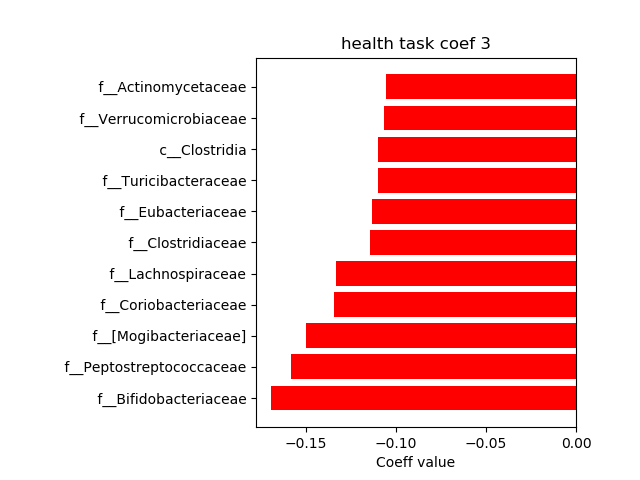 health task coef 3
f__Actinomycetaceae
f__Verrucomicrobiaceae
c__Clostridia
f__Turicibacteraceae
f__Eubacteriaceae
f__Clostridiaceae
f__Lachnospiraceae
f__Coriobacteriaceae
f__[Mogibacteriaceae]
f__Peptostreptococcaceae
f__Bifidobacteriaceae
−0.15 −0.10 −0.05 0.00
Coeff value